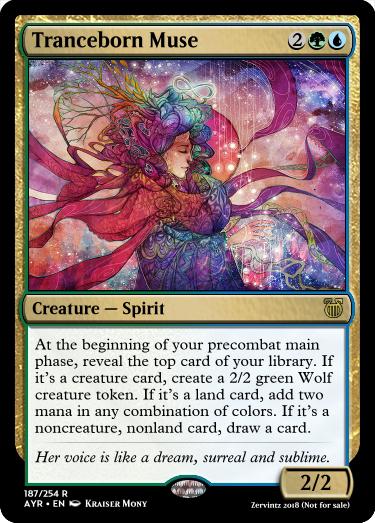 Tranceborn Muse 2
Creature — Spirit
At the beginning of your precombat main
phase, reveal the top card of your library. If
it's a creature card, create a 2/2 green Wolf
creature token. If it's a land card, add two
mana in any combination of colors. If it's a
noncreature, nonland card, draw a card.
Her voice is like a dream, surreal and sublime.
2/2
187/254 R
AYR • EN Kraiser Mony
Zervintz 2018 (Not for sale)